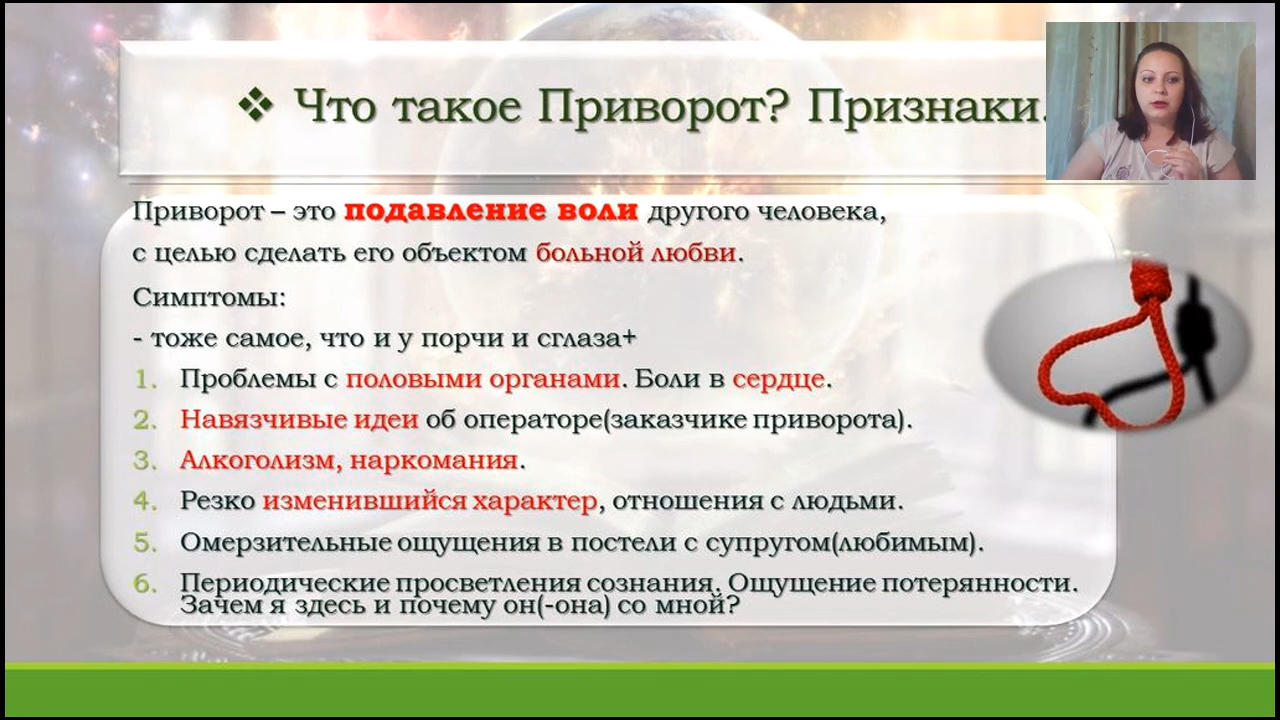 ❖ Что такое Приворот? Признаки.
Приворот – это подавление воли другого человека,
с целью сделать его объектом больной любви.
Симптомы:
- тоже самое, что и у порчи и сглаза+
1. Проблемы с половыми органами. Боли в сердце.
2. Навязчивые идеи об операторе(заказчике приворота).
3. Алкоголизм, наркомания.
4. Резко изменившийся характер, отношения с людьми.
5. Омерзительные ощущения в постели с супругом(любимым).
6. Периодические просветления сознания. Ощущение потерянности.
Зачем я здесь и почему он(-она) со мной?